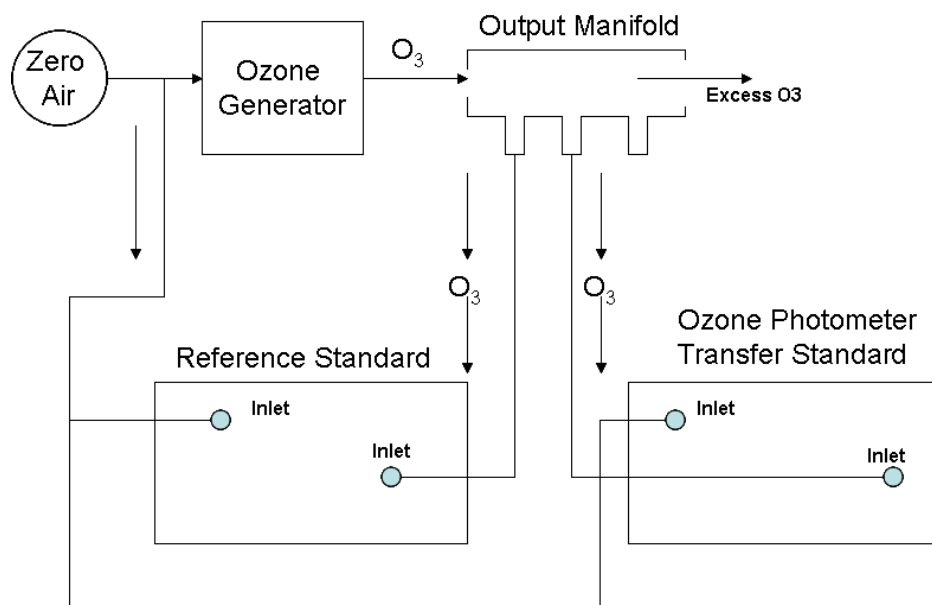 Output Manifold
Zero
Air
Ozone
Generator
O3
Excess O3
O3
O3
Reference Standard
Ozone Photometer
Transfer Standard
Inlet
Inlet
Inlet
Inlet